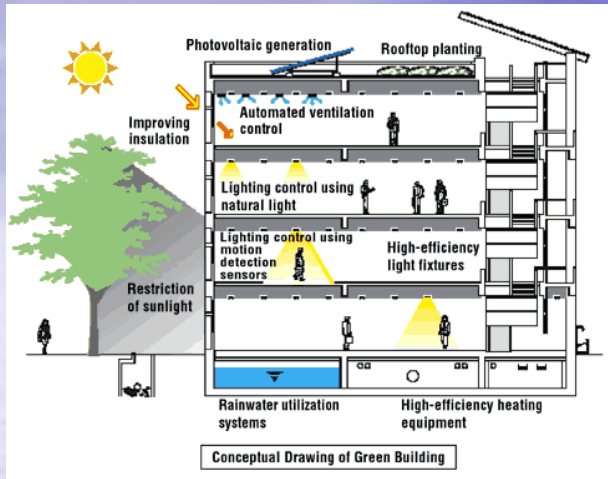 Photovoltaic generation
Rooftop planting
Improving
insulation
Automated ventilation
control
Lighting control using
natural light
Lighting control using
motion
detection
sensors
High-efficiency
light fixtures
Restriction
of sunlight
Rainwater utilization
systems
High-efficiency heating
equipment
Conceptual Drawing of Green Building